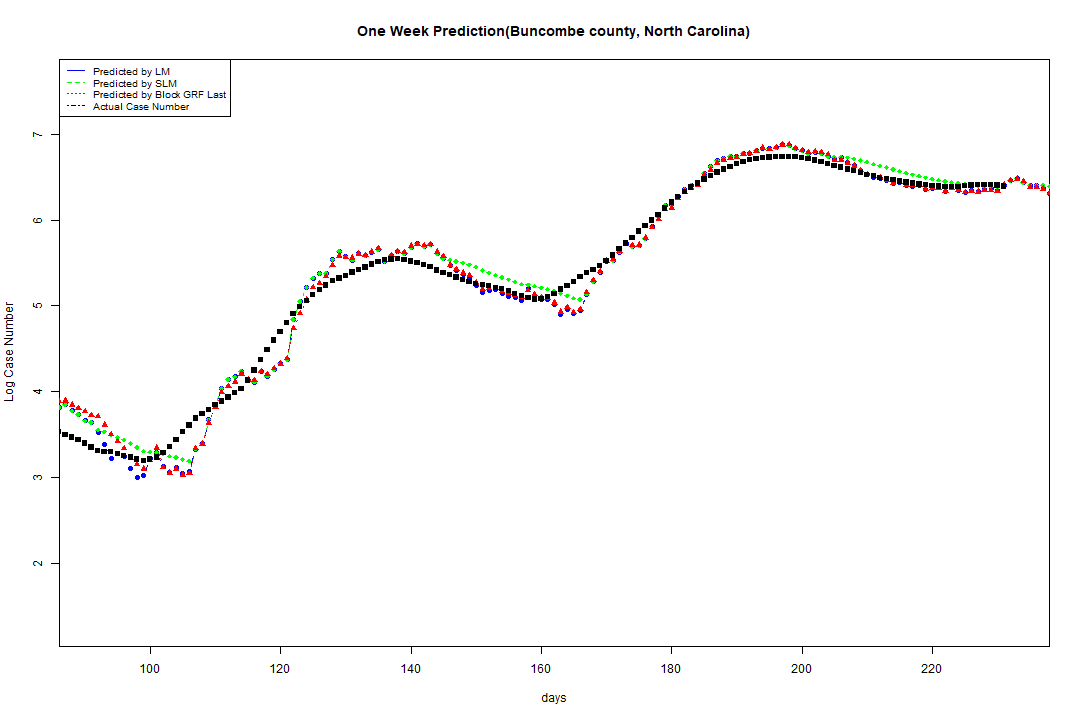 One Week Prediction(Buncombe county, North Carolina)
Predicted by LM
Predicted by SLM
Predicted by Block GRF Last
Actual Case Number
7
6
5
4
3
2
Log Case Number
100 120 140 160 180 200 220
days